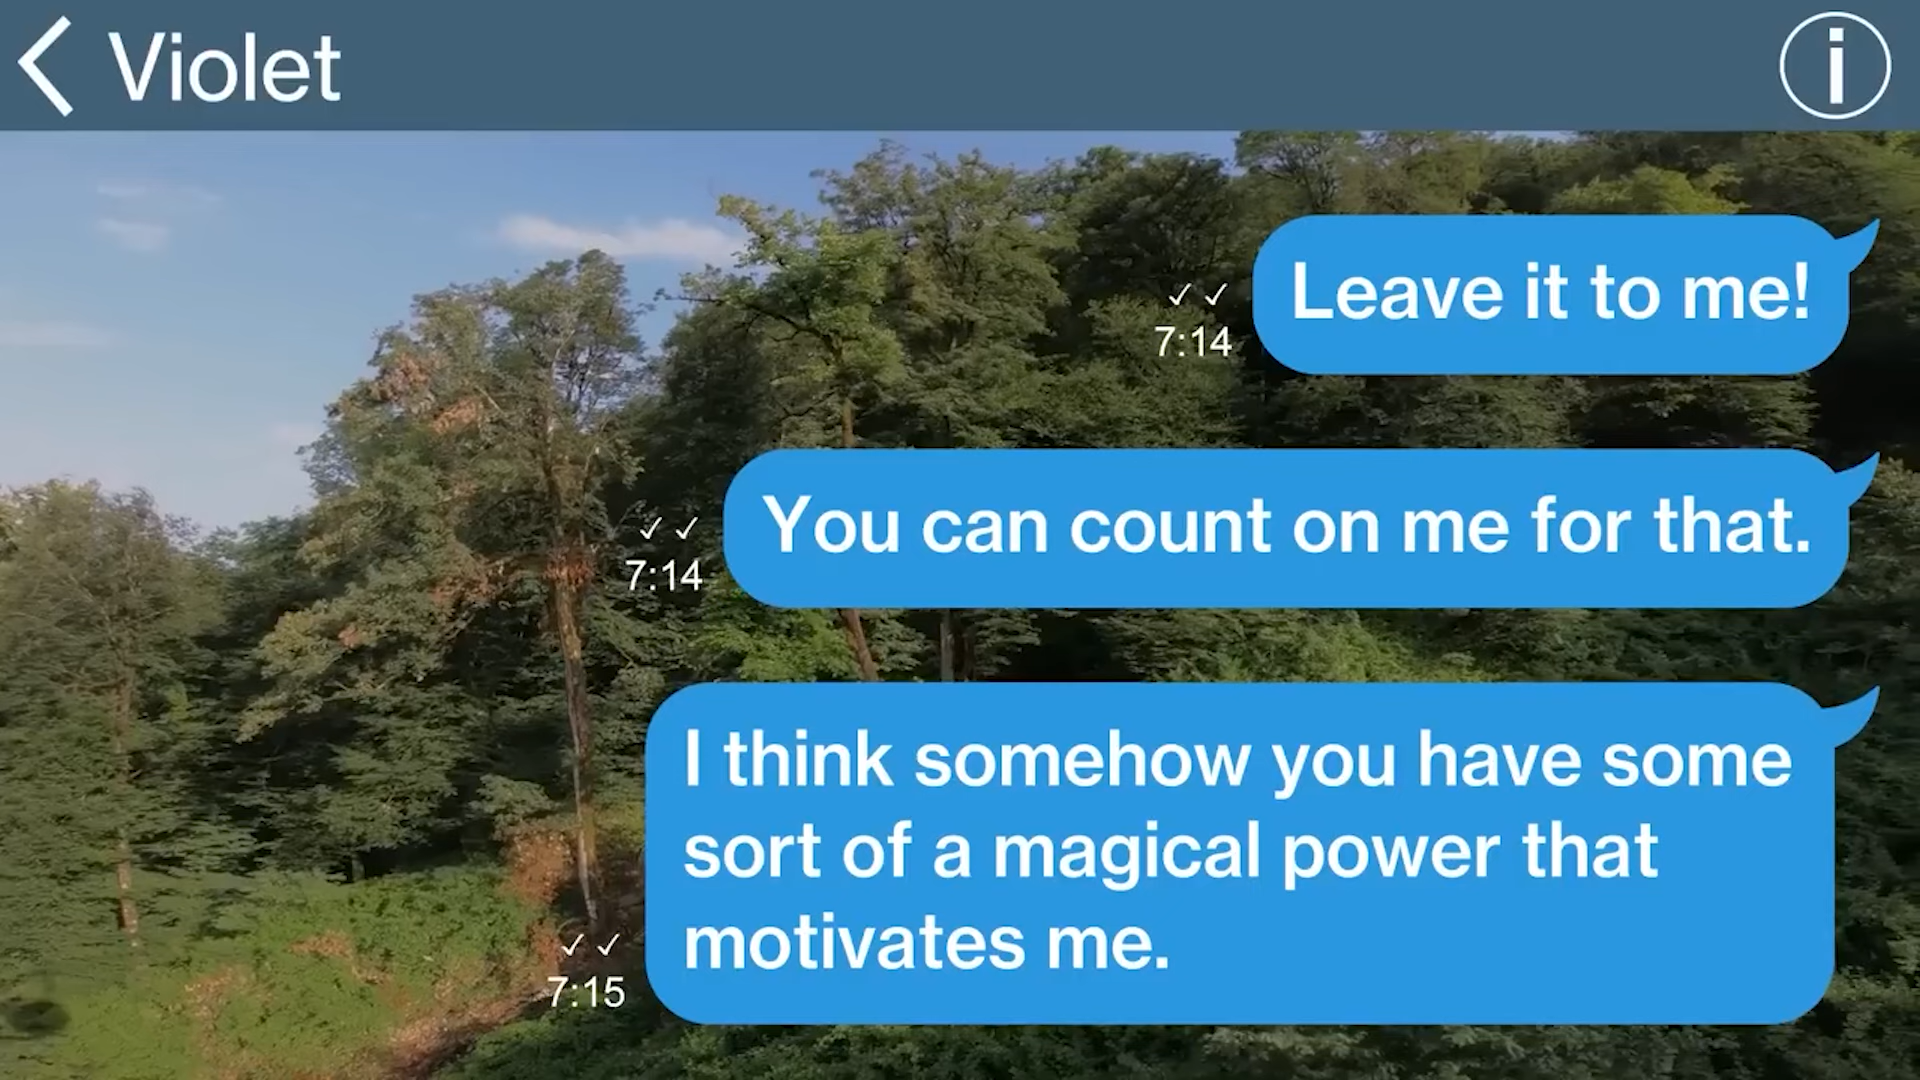 Violet
Leave it to me!
7:14
You can count on me for that.
7:14
I think somehow you have some
sort of a magical power that
motivates me.
7:15